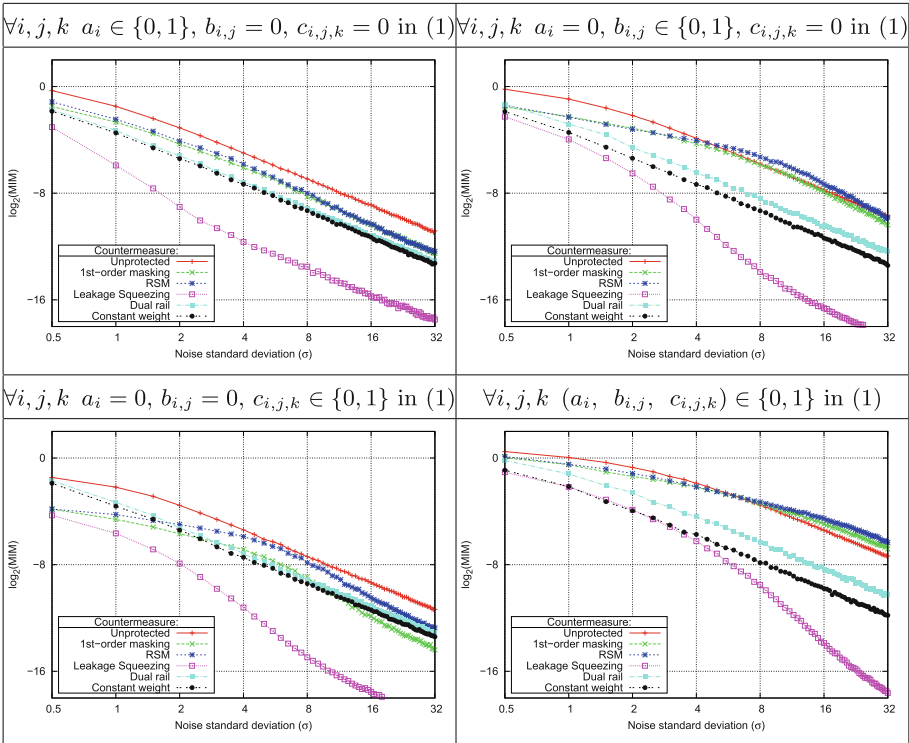 ∀i, j, k a_i ∈ {0, 1}, b_{i,j} = 0, c_{i,j,k} = 0 in (1)
∀i, j, k a_i = 0, b_{i,j} ∈ {0, 1}, c_{i,j,k} = 0 in (1)
0
−8
−16
log2(MIM)
Countermeasure:
Unprotected
1st−order masking
RSM
Leakage Squeezing
Dual rail
Constant weight
0.5 1 2 4 8 16 32
Noise standard deviation (σ)
0
−8
−16
log2(MIM)
Countermeasure:
Unprotected
1st−order masking
RSM
Leakage Squeezing
Dual rail
Constant weight
0.5 1 2 4 8 16 32
Noise standard deviation (σ)
∀i, j, k a_i = 0, b_{i,j} = 0, c_{i,j,k} ∈ {0, 1} in (1)
∀i, j, k (a_i, b_{i,j}, c_{i,j,k}) ∈ {0, 1} in (1)
0
−8
−16
log2(MIM)
Countermeasure:
Unprotected
1st−order masking
RSM
Leakage Squeezing
Dual rail
Constant weight
0.5 1 2 4 8 16 32
Noise standard deviation (σ)
0
−8
−16
log2(MIM)
Countermeasure:
Unprotected
1st−order masking
RSM
Leakage Squeezing
Dual rail
Constant weight
0.5 1 2 4 8 16 32
Noise standard deviation (σ)